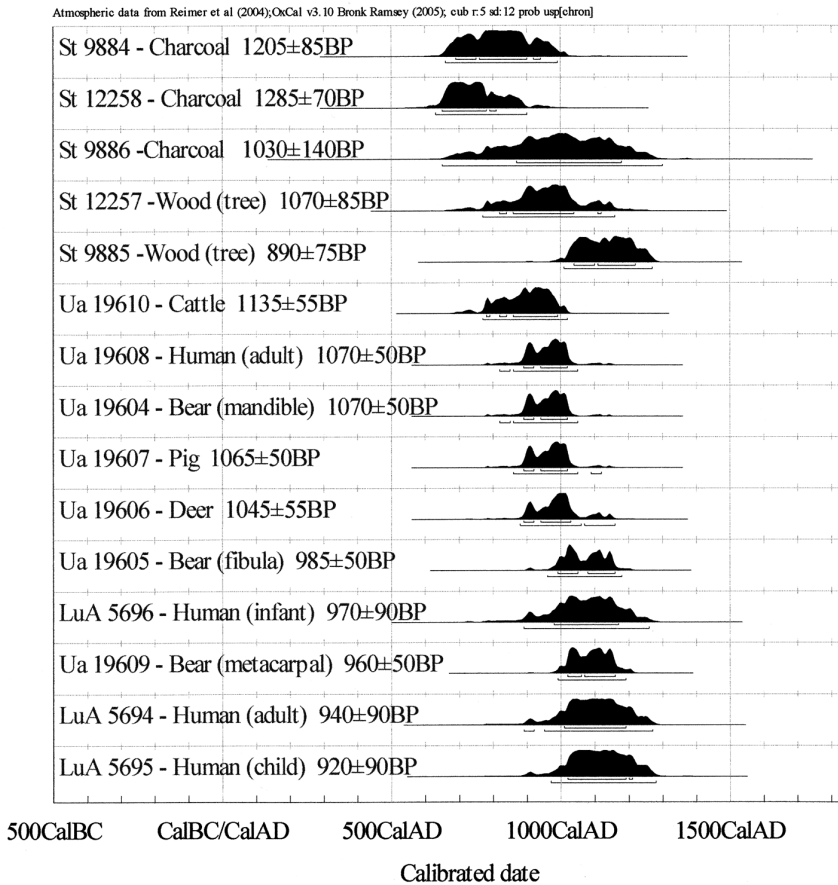 Atmospheric data from Reimer et al (2004);OxCal v3.10 Bronk Ramsey (2005); cub r:5 sd:12 prob usp[chron]
St 9884 - Charcoal 1205±85BP
St 12258 - Charcoal 1285±70BP
St 9886 -Charcoal 1030±140BP
St 12257 -Wood (tree) 1070±85BP
St 9885 -Wood (tree) 890±75BP
Ua 19610 - Cattle 1135±55BP
Ua 19608 - Human (adult) 1070±50BP
Ua 19604 - Bear (mandible) 1070±50BP
Ua 19607 - Pig 1065±50BP
Ua 19606 - Deer 1045±55BP
Ua 19605 - Bear (fibula) 985±50BP
LuA 5696 - Human (infant) 970±90BP
Ua 19609 - Bear (metacarpal) 960±50BP
LuA 5694 - Human (adult) 940±90BP
LuA 5695 - Human (child) 920±90BP
500CalBC CalBC/CalAD 500CalAD 1000CalAD 1500CalAD
Calibrated date